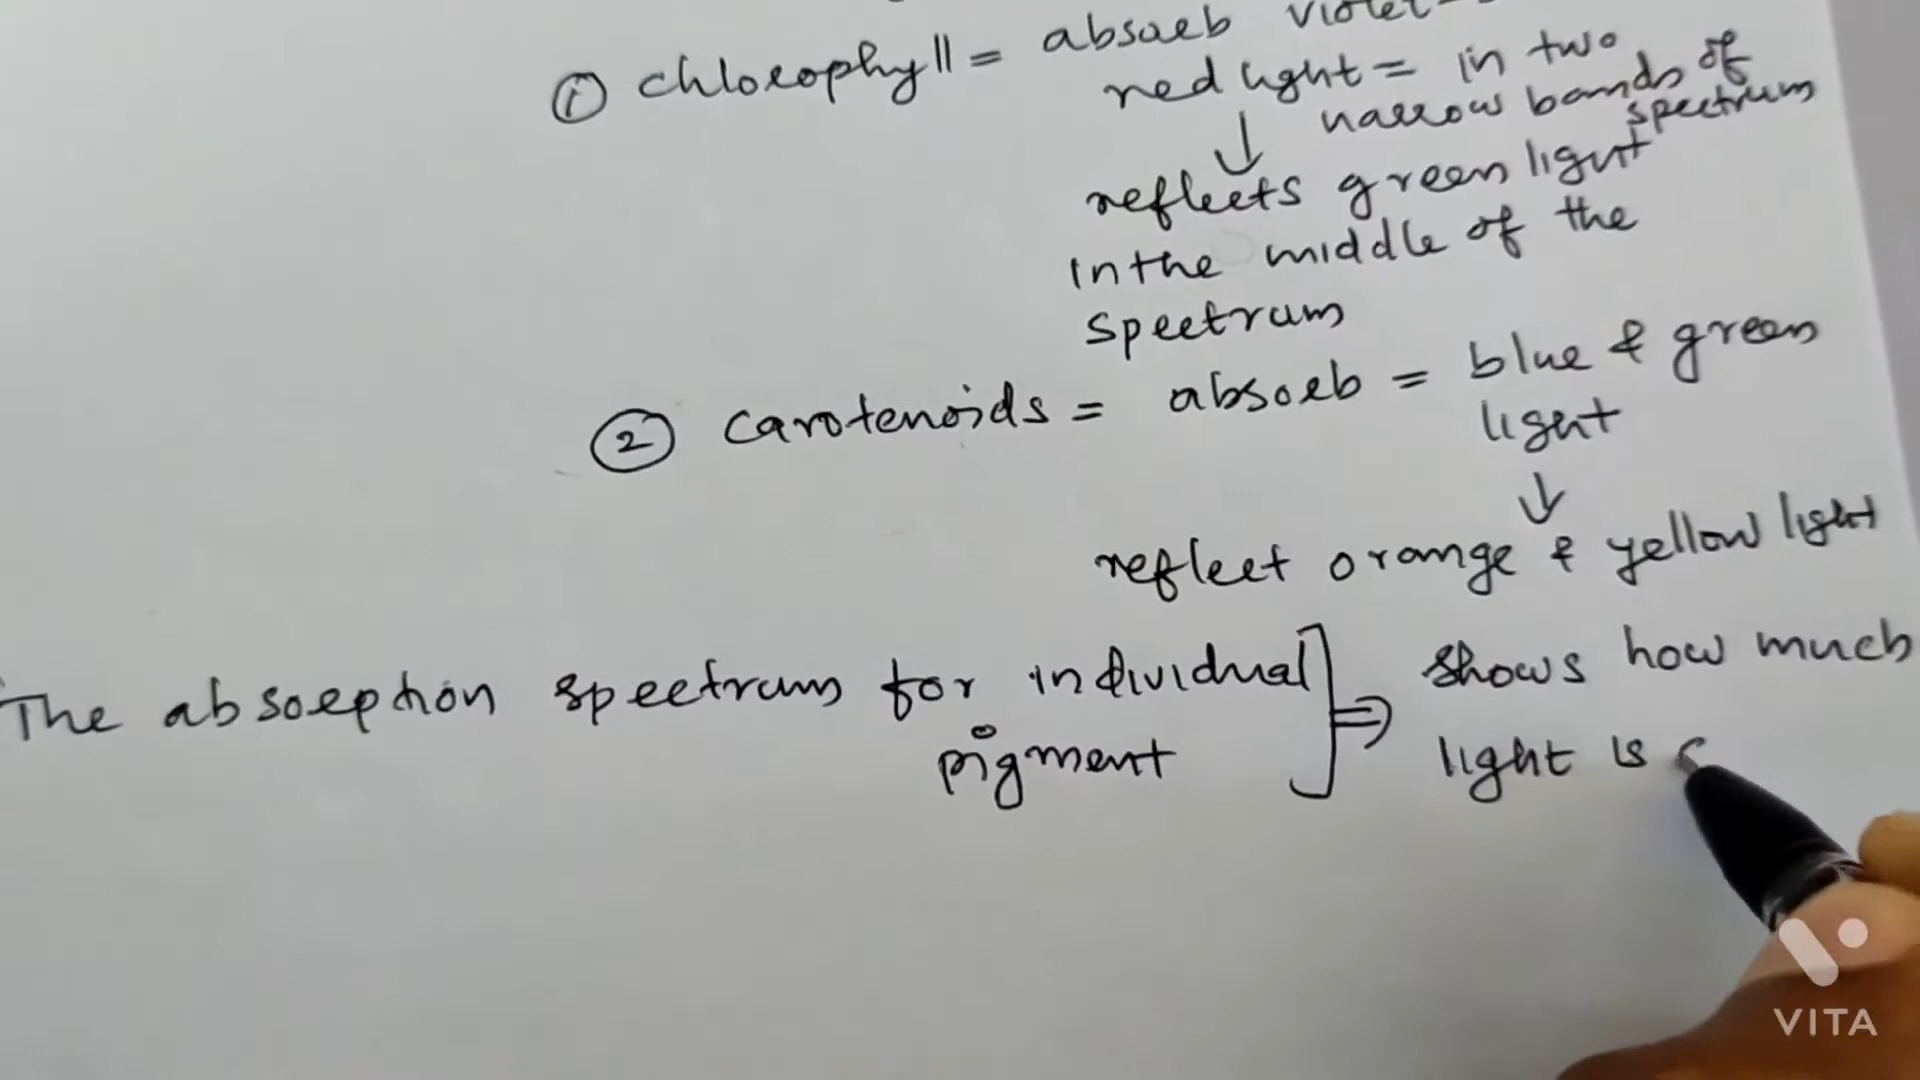 ① chlorophyll = absorb violet
red light = in two
narrow bands of
spectrum
↓
reflects green light
in the middle of the
spectrum
② carotenoids = absorb = blue & green
light
↓
reflect orange & yellow light
The absorption spectrum for individual
pigment
⇒ shows how much
light is
VITA